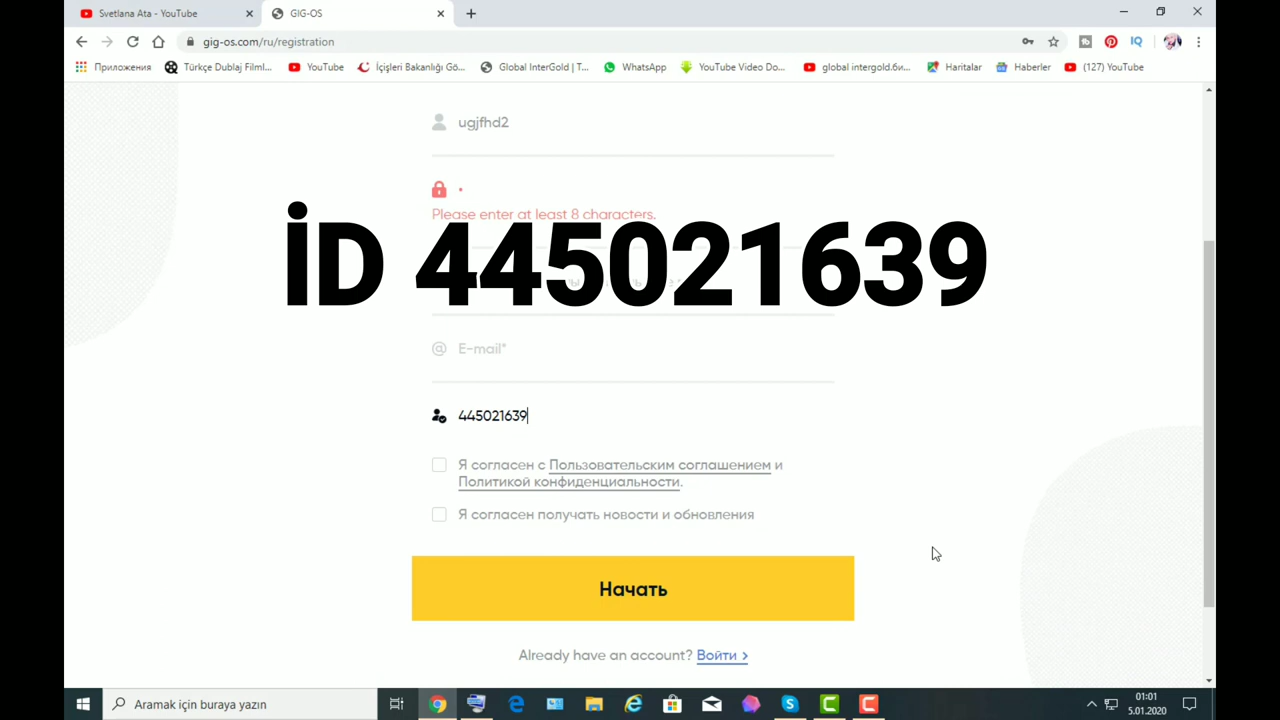 Svetlana Ata - YouTube
GIG-OS
gig-os.com/ru/registration
Приложения
Türkçe Dublaj Filml...
YouTube
İçişleri Bakanlığı Gö...
Global InterGold | T...
WhatsApp
YouTube Video Do...
global intergold.би...
Haritalar
Haberler
(127) YouTube
ugjfhd2
Please enter at least 8 characters.
İD 445021639
E-mail*
445021639
Я согласен с Пользовательским соглашением и
Политикой конфиденциальности.
Я согласен получать новости и обновления
Начать
Already have an account? Войти >
Aramak için buraya yazın
01:01
5.01.2020